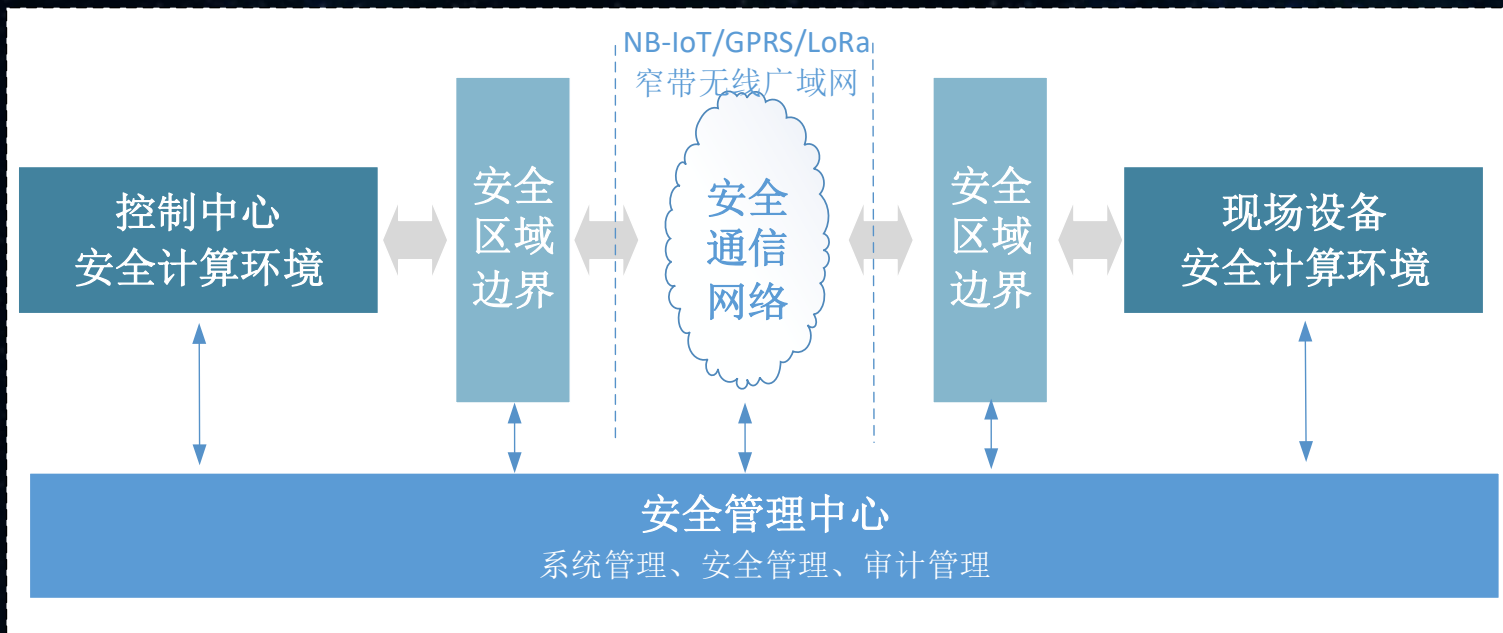 NB-IoT/GPRS/LoRa
窄带无线广域网
控制中心
安全计算环境
安全
区域
边界
安全
通信
网络
安全
区域
边界
现场设备
安全计算环境
安全管理中心
系统管理、安全管理、审计管理